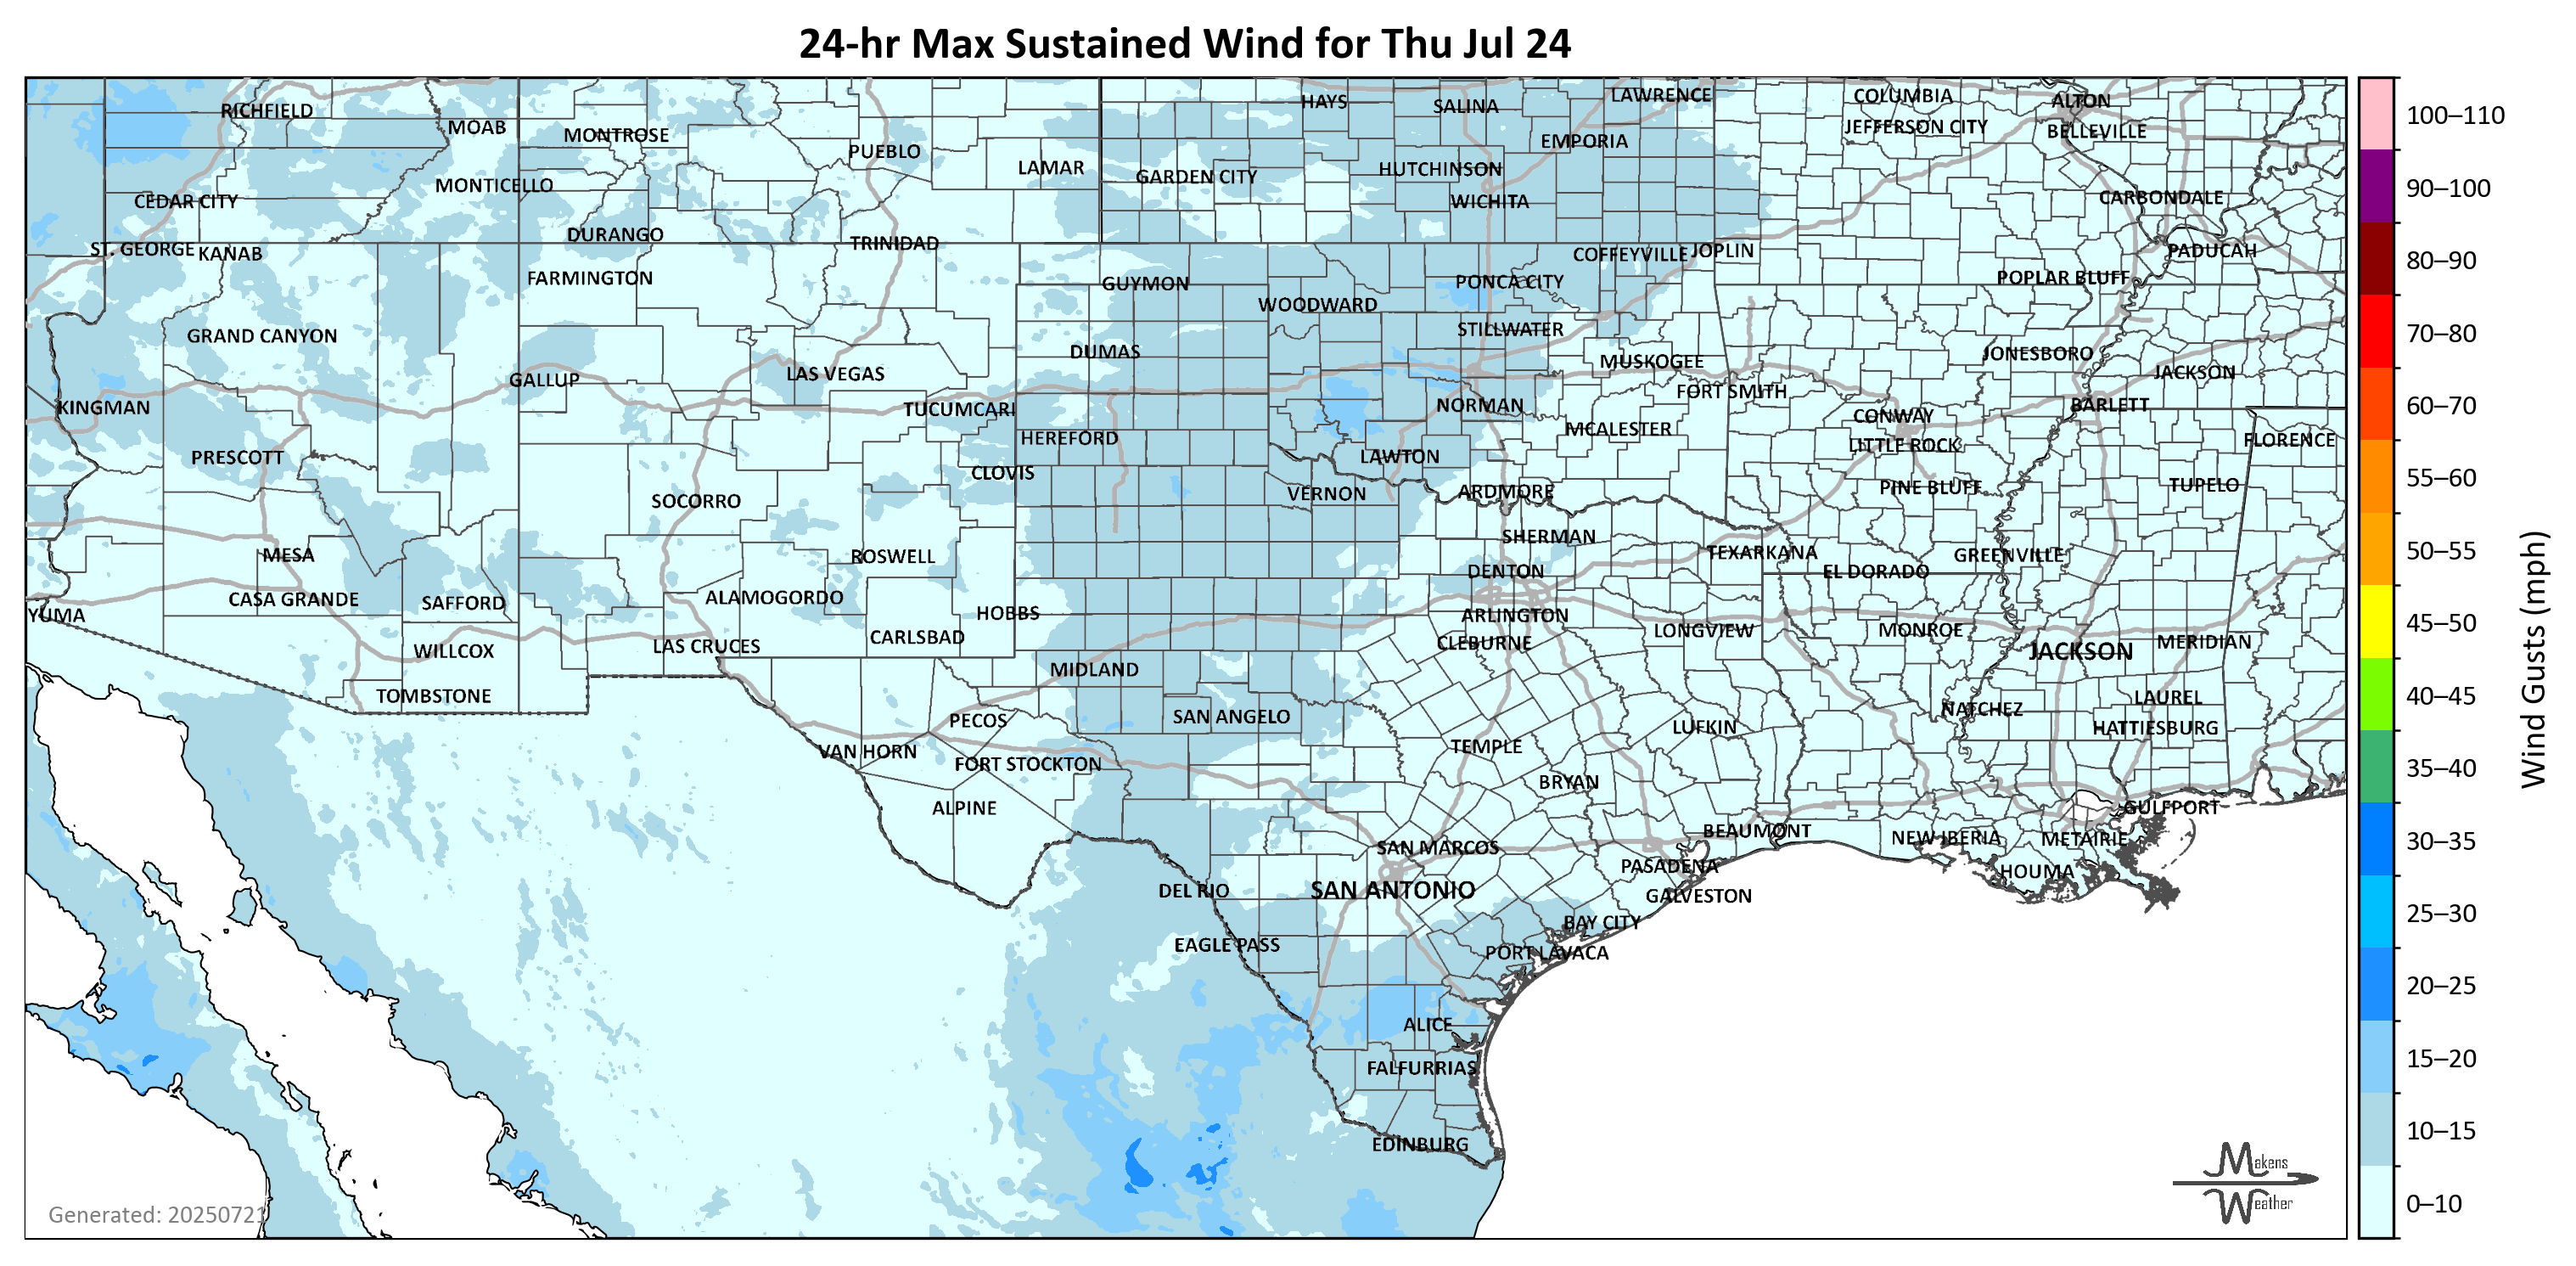 24-hr Max Sustained Wind for Thu Jul 24
RICHFIELD
MOAB
MONTROSE
PUEBLO
LAMAR
HAYS
SALINA
LAWRENCE
COLUMBIA
ALTON
JEFFERSON CITY
BELLEVILLE
EMPORIA
GARDEN CITY
HUTCHINSON
MONTICELLO
CEDAR CITY
WICHITA
CARBONDALE
DURANGO
TRINIDAD
ST. GEORGE
KANAB
COFFEYVILLE
JOPLIN
PADUCAH
FARMINGTON
GUYMON
PONCA CITY
POPLAR BLUFF
WOODWARD
GRAND CANYON
STILLWATER
DUMAS
MUSKOGEE
JONESBORO
GALLUP
LAS VEGAS
JACKSON
FORT SMITH
KINGMAN
TUCUMCARI
NORMAN
CONWAY
BARLETT
HEREFORD
MCALESTER
LITTLE ROCK
FLORENCE
PRESCOTT
CLOVIS
LAWTON
SOCORRO
VERNON
ARDMORE
PINE BLUFF
TUPELO
MESA
ROSWELL
SHERMAN
TEXARKANA
GREENVILLE
DENTON
EL DORADO
CASA GRANDE
SAFFORD
ALAMOGORDO
HOBBS
YUMA
ARLINGTON
LAS CRUCES
CARLSBAD
CLEBURNE
LONGVIEW
MONROE
JACKSON
MERIDIAN
WILLCOX
MIDLAND
TOMBSTONE
PECOS
SAN ANGELO
LUFKIN
NATCHEZ
LAUREL
HATTIESBURG
VAN HORN
FORT STOCKTON
TEMPLE
BRYAN
ALPINE
GULFPORT
SAN MARCOS
BEAUMONT
NEW IBERIA
METAIRIE
DEL RIO
SAN ANTONIO
PASADENA
GALVESTON
HOUMA
EAGLE PASS
BAY CITY
PORT LAVACA
ALICE
FALFURRIAS
EDINBURG
Generated: 20250721
Makens
Weather
100–110
90–100
80–90
70–80
60–70
55–60
50–55
45–50
40–45
35–40
30–35
25–30
20–25
15–20
10–15
0–10
Wind Gusts (mph)